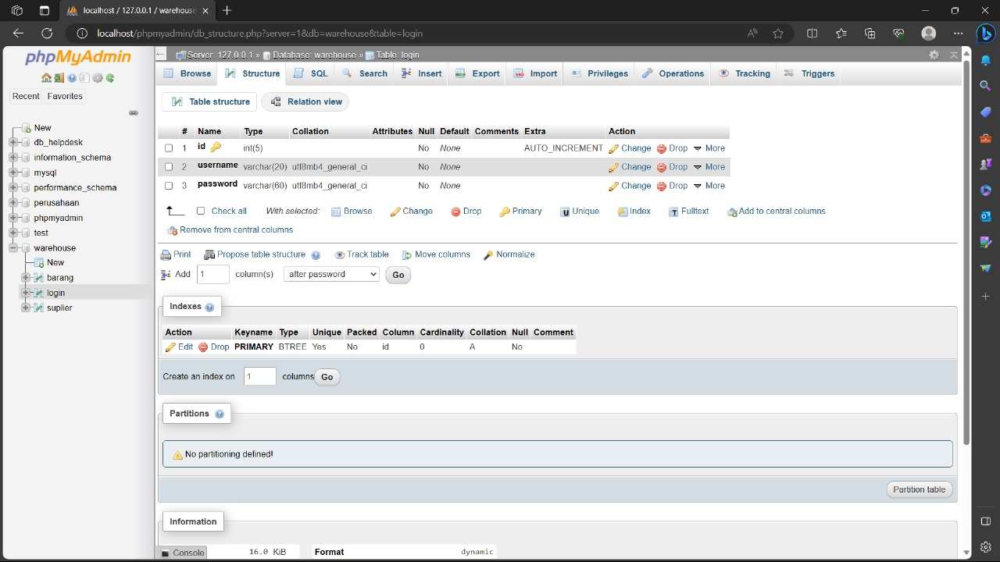 localhost / 127.0.0.1 / warehouse
localhost/phpmyadmin/db_structure.php?server=1&db=warehouse&table=login
phpMyAdmin
Recent Favorites
New
db_helpdesk
information_schema
mysql
performance_schema
perusahaan
phpmyadmin
test
warehouse
New
barang
login
suplier
Server: 127.0.0.1 » Database: warehouse » Table: login
Browse Structure SQL Search Insert Export Import Privileges Operations Tracking Triggers
Table structure Relation view
# Name Type Collation Attributes Null Default Comments Extra Action
1 id int(5) No None AUTO_INCREMENT Change Drop More
2 username varchar(20) utf8mb4_general_ci No None Change Drop More
3 password varchar(60) utf8mb4_general_ci No None Change Drop More
Check all With selected: Browse Change Drop Primary Unique Index Fulltext Add to central columns
Remove from central columns
Print Propose table structure Track table Move columns Normalize
Add 1 column(s) after password Go
Indexes
Action Keyname Type Unique Packed Column Cardinality Collation Null Comment
Edit Drop PRIMARY BTREE Yes No id 0 A No
Create an index on 1 columns Go
Partitions
No partitioning defined!
Partition table
Information
Console 16.0 KiB Format dynamic